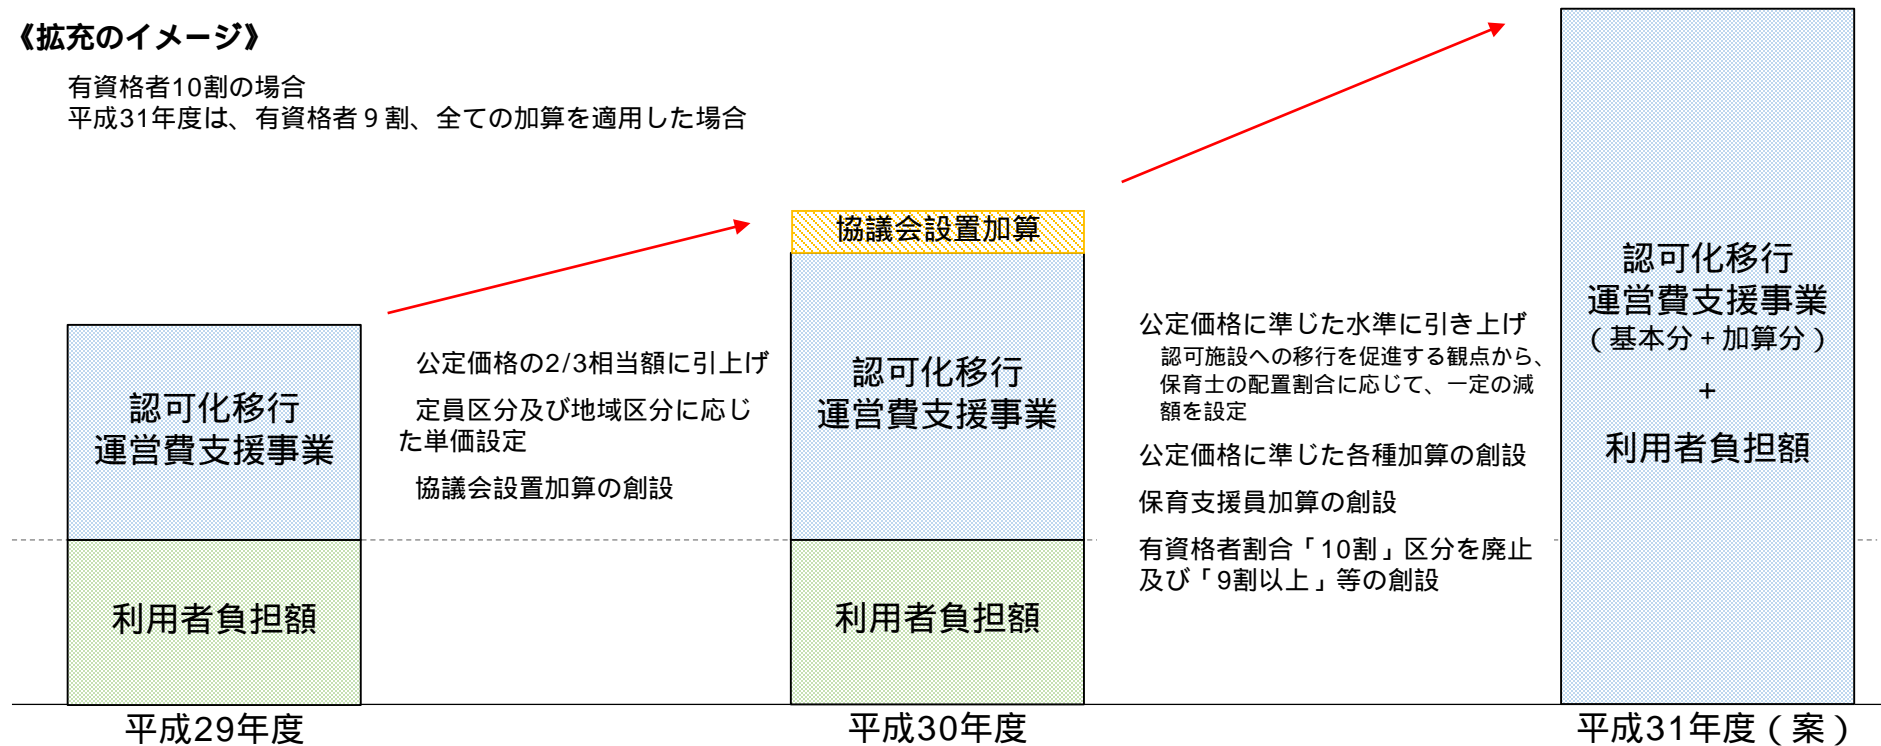 《拡充のイメージ》
有資格者10割の場合
平成31年度は、有資格者９割、全ての加算を適用した場合
認可化移行
運営費支援事業
利用者負担額
平成29年度
公定価格の2/3相当額に引上げ
定員区分及び地域区分に応じ
た単価設定
協議会設置加算の創設
協議会設置加算
認可化移行
運営費支援事業
利用者負担額
平成30年度
公定価格に準じた水準に引き上げ
認可施設への移行を促進する観点から、
保育士の配置割合に応じて、一定の減
額を設定
公定価格に準じた各種加算の創設
保育支援員加算の創設
有資格者割合「10割」区分を廃止
及び「9割以上」等の創設
認可化移行
運営費支援事業
（基本分＋加算分）
＋
利用者負担額
平成31年度（案）